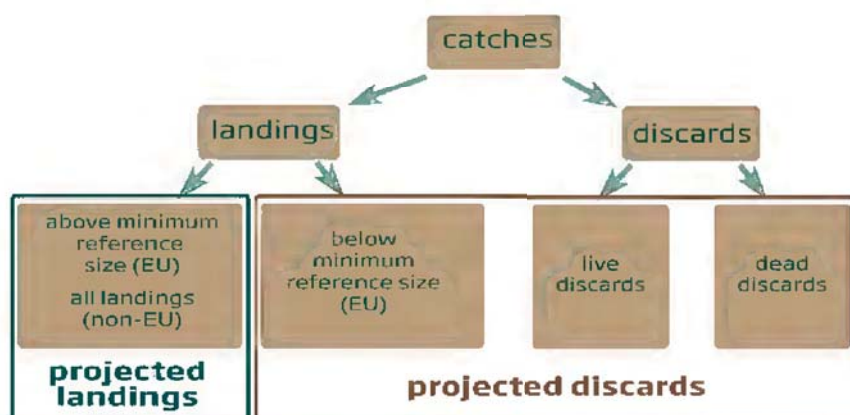 catches
landings
discards
above minimum
reference
size (EU)
all landings
(non-EU)
below
minimum
reference size
(EU)
live
discards
dead
discards
projected
landings
projected discards